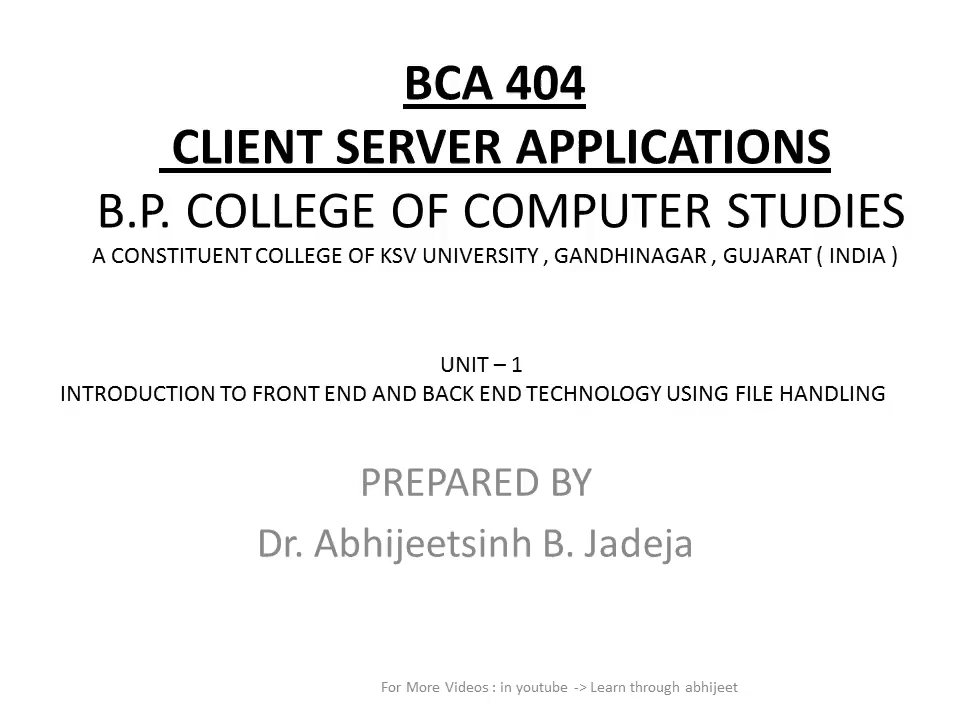 BCA 404
CLIENT SERVER APPLICATIONS
B.P. COLLEGE OF COMPUTER STUDIES
A CONSTITUENT COLLEGE OF KSV UNIVERSITY , GANDHINAGAR , GUJARAT ( INDIA )
UNIT – 1
INTRODUCTION TO FRONT END AND BACK END TECHNOLOGY USING FILE HANDLING
PREPARED BY
Dr. Abhijeetsinh B. Jadeja
For More Videos : in youtube -> Learn through abhijeet